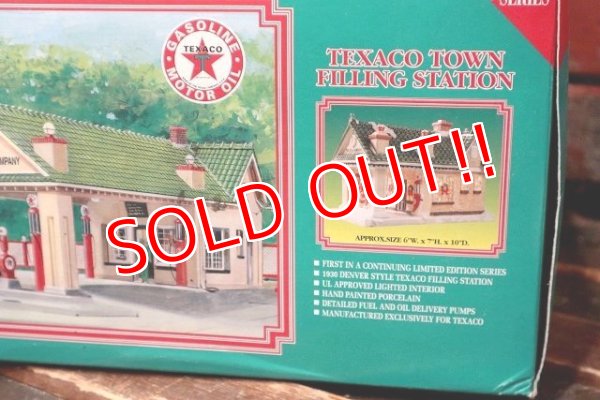 SERIES
GASOLINE
TEXACO
T
MOTOR OIL
TEXACO TOWN
FILLING STATION
COMPANY
SOLD OUT!!
APPROX.SIZE 6"W. x 7"H. x 10"D.
■ FIRST IN A CONTINUING LIMITED EDITION SERIES
■ 1930 DENVER STYLE TEXACO FILLING STATION
■ UL APPROVED LIGHTED INTERIOR
■ HAND PAINTED PORCELAIN
■ DETAILED FUEL AND OIL DELIVERY PUMPS
■ MANUFACTURED EXCLUSIVELY FOR TEXACO